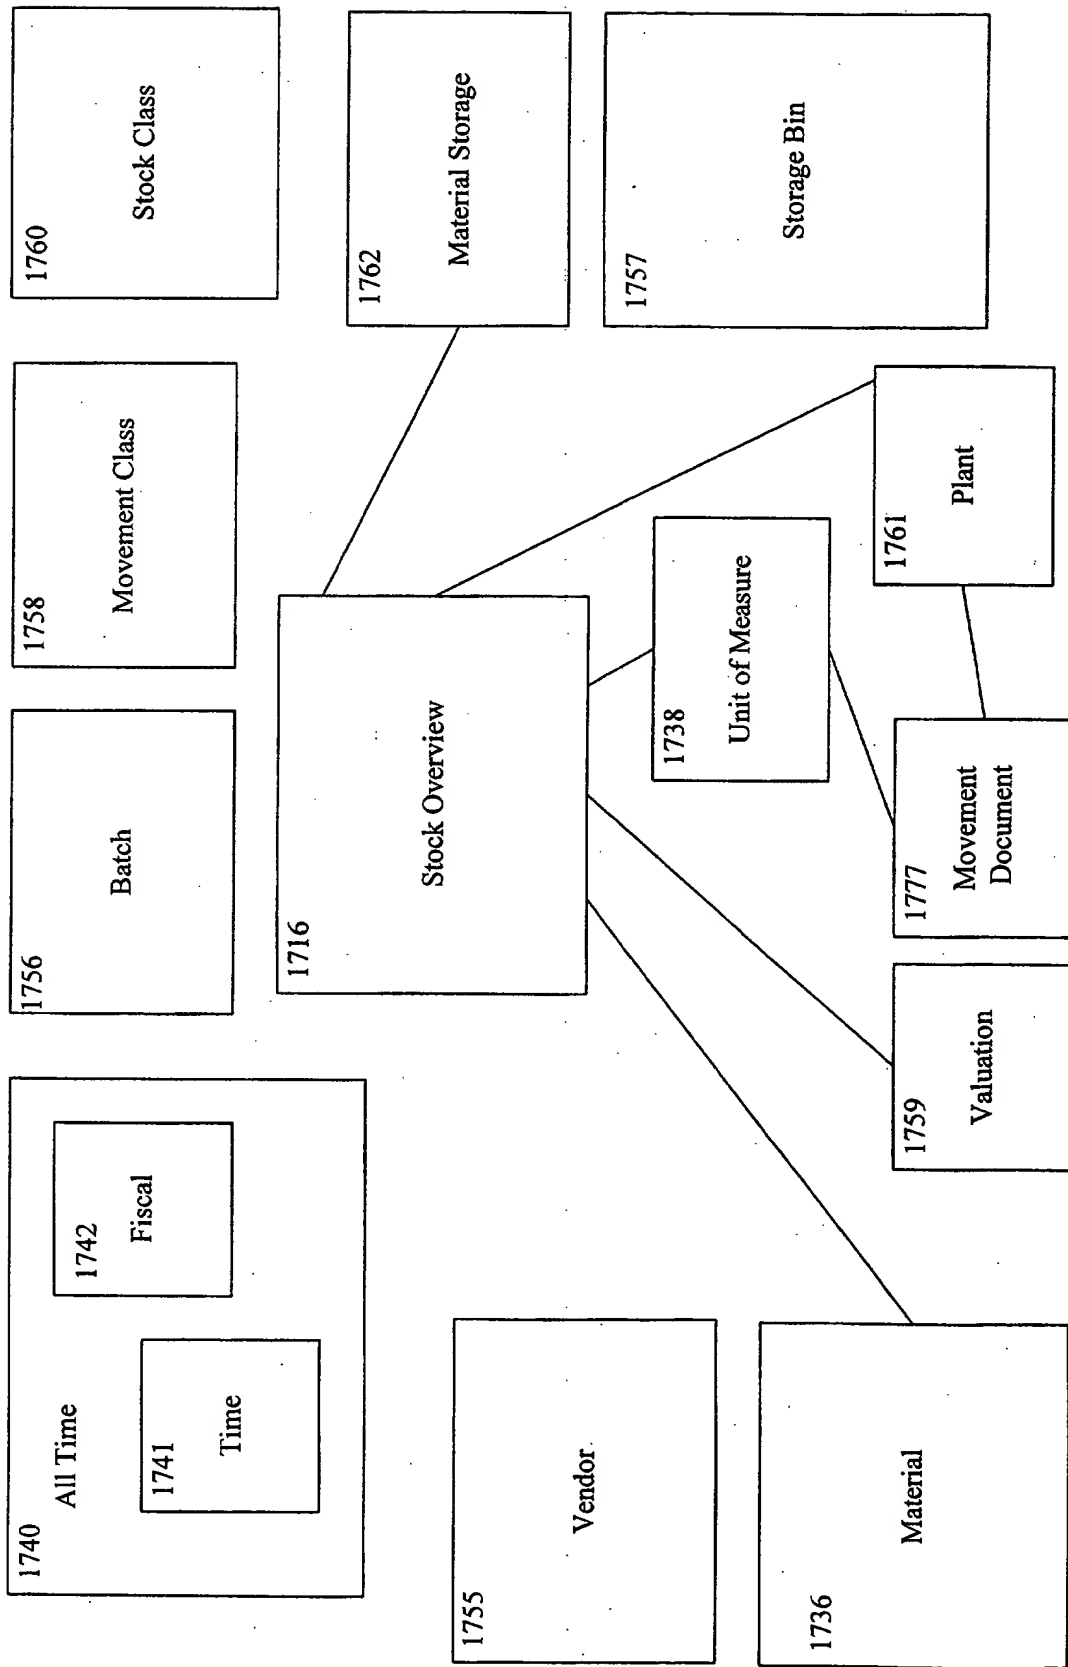 1740
All Time
1741
Time
1742
Fiscal
1756
Batch
1758
Movement Class
1760
Stock Class
1755
Vendor
1716
Stock Overview
1762
Material Storage
1736
Material
1738
Unit of Measure
1757
Storage Bin
1759
Valuation
1777
Movement
Document
1761
Plant